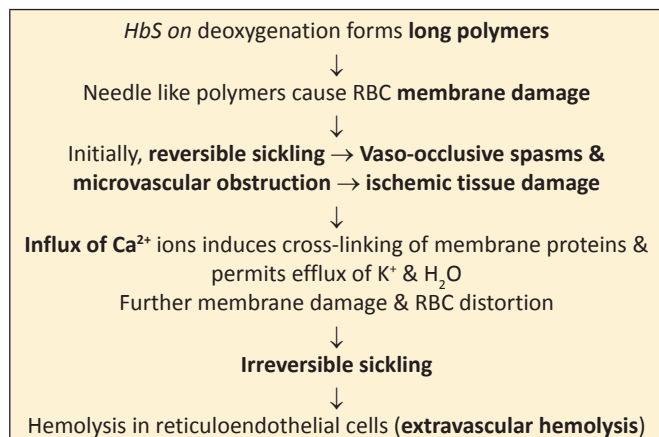 HbS on deoxygenation forms long polymers
↓
Needle like polymers cause RBC membrane damage
↓
Initially, reversible sickling → Vaso-occlusive spasms &
microvascular obstruction → ischemic tissue damage
↓
Influx of Ca²⁺ ions induces cross-linking of membrane proteins &
permits efflux of K⁺ & H₂O
Further membrane damage & RBC distortion
↓
Irreversible sickling
↓
Hemolysis in reticuloendothelial cells (extravascular hemolysis)